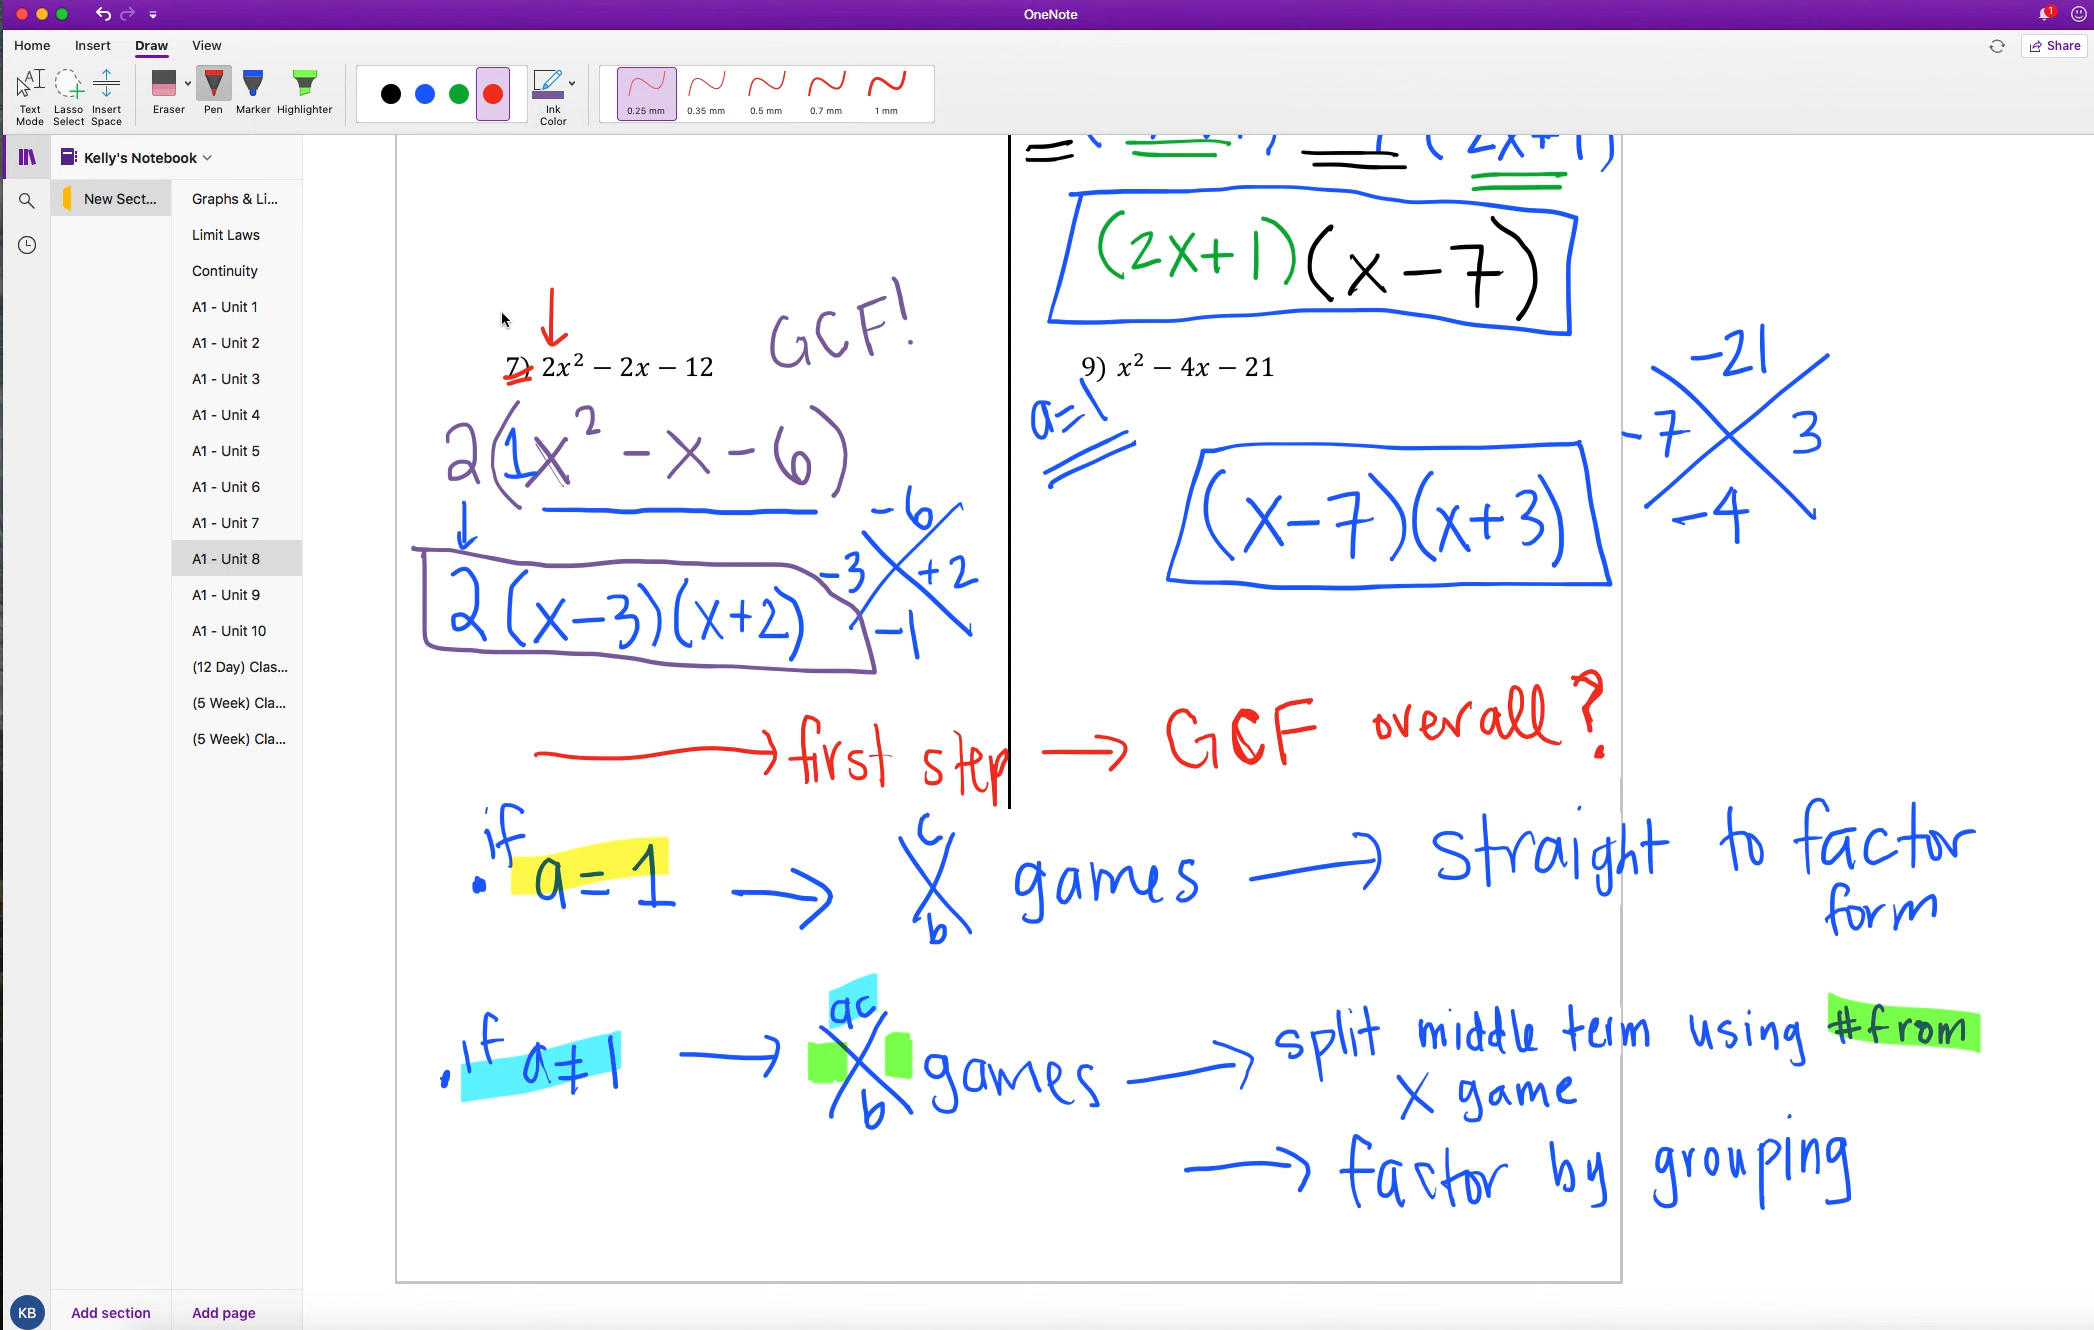 OneNote
1
Home Insert Draw View
Share
Text Mode
Lasso Select
Insert Space
Eraser
Pen
Marker
Highlighter
Ink Color
0.25 mm
0.35 mm
0.5 mm
0.7 mm
1 mm
Kelly's Notebook
New Sect...
Graphs & Li...
Limit Laws
Continuity
A1 - Unit 1
A1 - Unit 2
A1 - Unit 3
A1 - Unit 4
A1 - Unit 5
A1 - Unit 6
A1 - Unit 7
A1 - Unit 8
A1 - Unit 9
A1 - Unit 10
(12 Day) Clas...
(5 Week) Cla...
(5 Week) Cla...
KB
Add section
Add page
(2x+1)
(2x+1)(x-7)
7) 2x² − 2x − 12
GCF!
2(1x² - x - 6)
-6
-3 +2
-1
2(x-3)(x+2)
9) x² − 4x − 21
a=1
-21
-7 3
-4
(x-7)(x+3)
→ first step → GCF overall?
• if a=1 → c X b games → straight to factor form
• if a≠1 → ac X b games → split middle term using # from
X game
→ factor by grouping